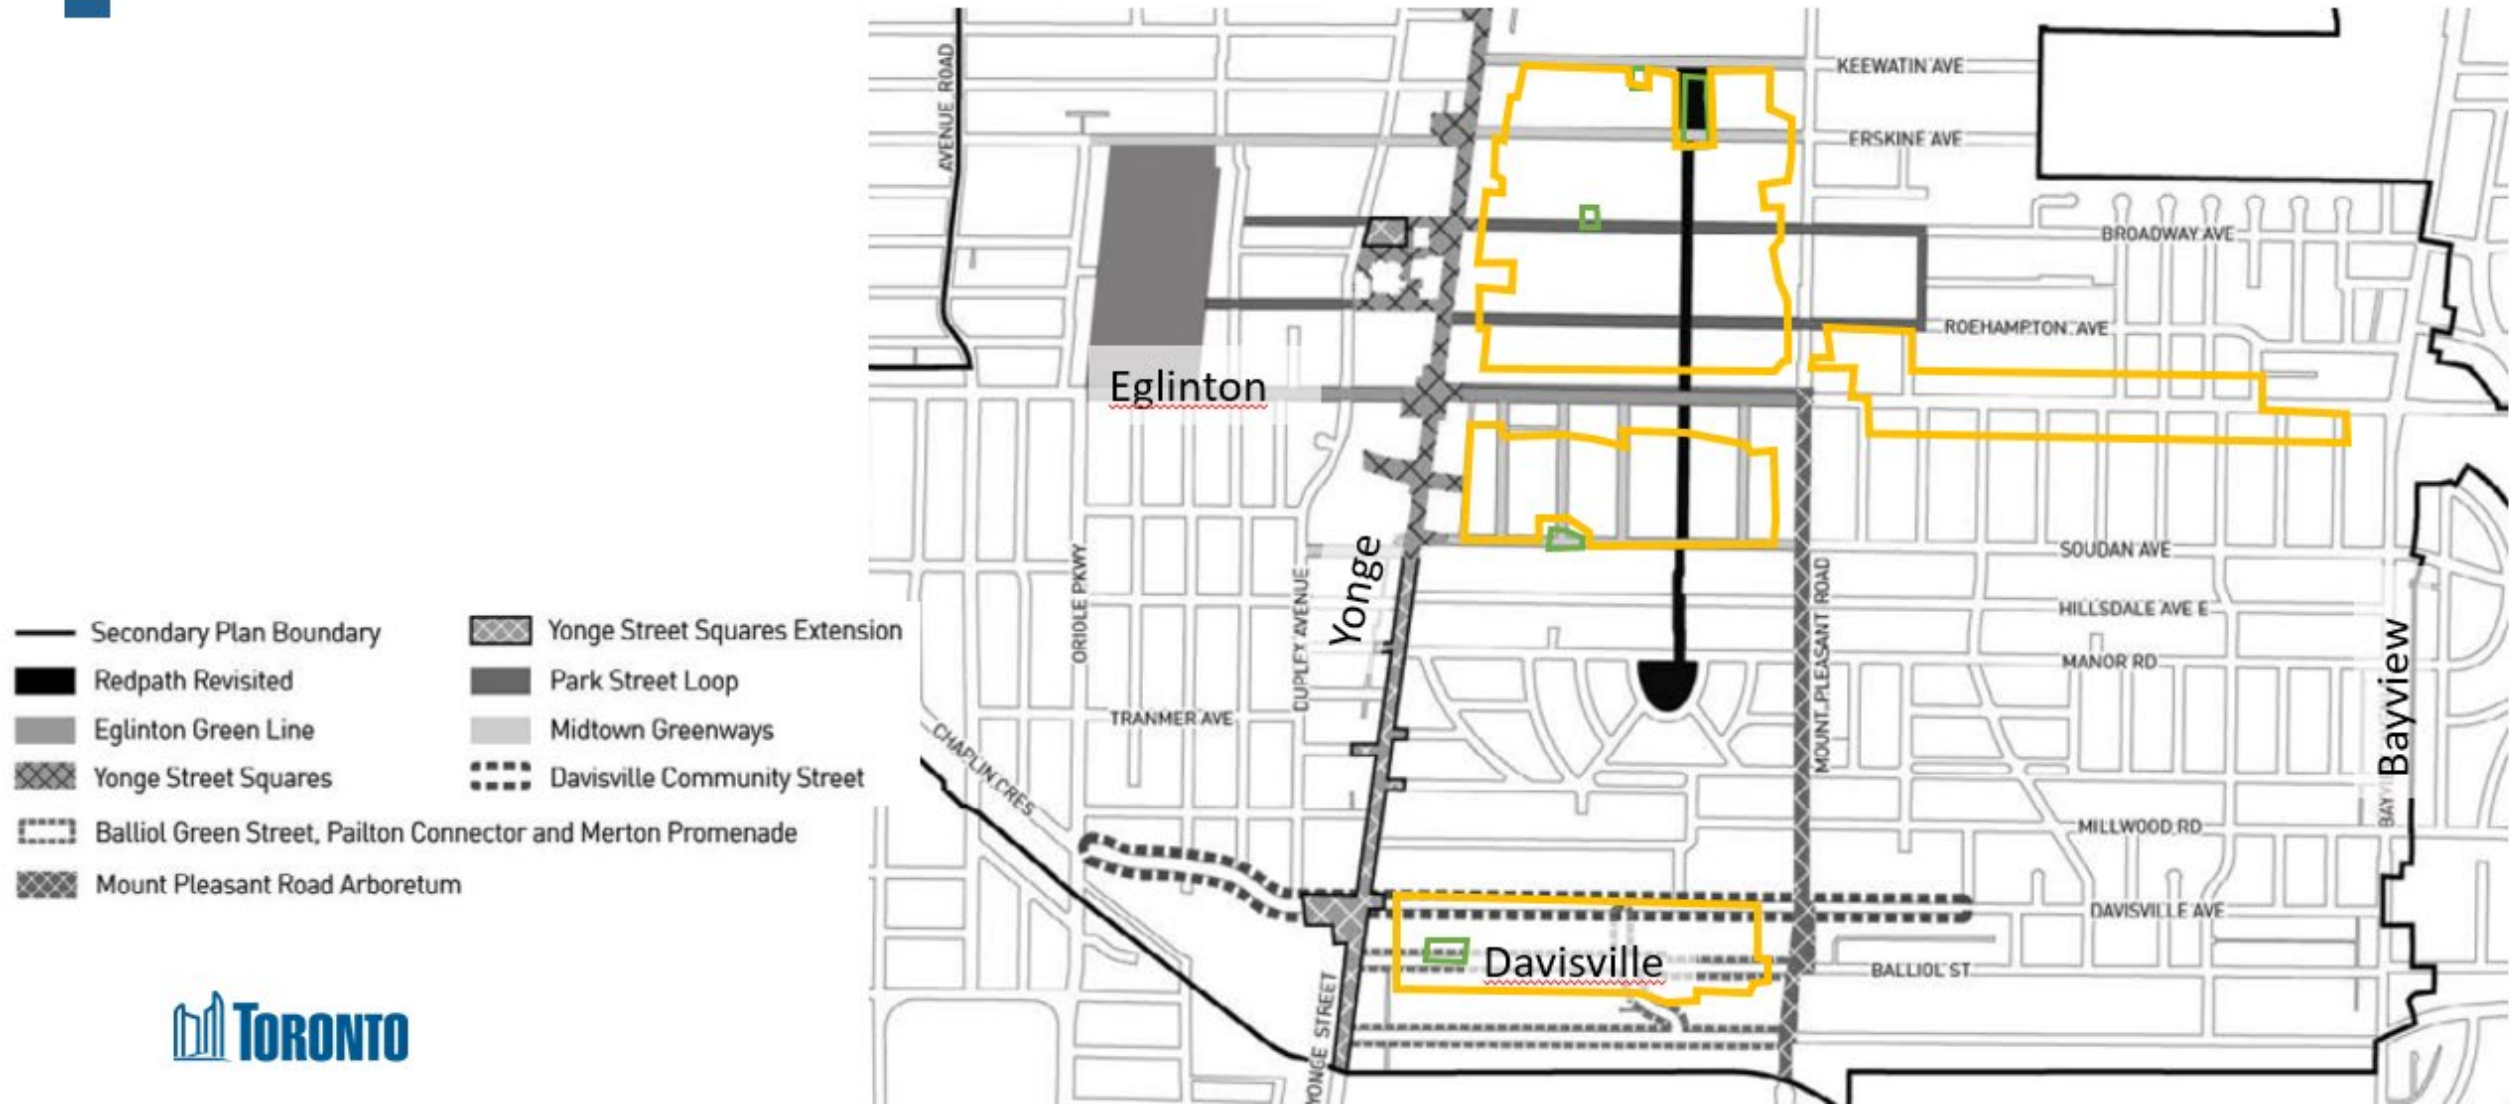 Secondary Plan Boundary
Redpath Revisited
Eglinton Green Line
Yonge Street Squares
Balliol Green Street, Pailton Connector and Merton Promenade
Mount Pleasant Road Arboretum
Yonge Street Squares Extension
Park Street Loop
Midtown Greenways
Davisville Community Street
TORONTO
AVENUE ROAD
KEEWATIN AVE
ERSKINE AVE
BROADWAY AVE
ROEHAMPTON AVE
Eglinton
SOUDAN AVE
ORIOLE PKWY
DUPLEX AVENUE
Yonge
MOUNT PLEASANT ROAD
HILLSDALE AVE E
MANOR RD
Bayview
TRANMER AVE
CHAPLIN CRES
MILLWOOD RD
DAVISVILLE AVE
Davisville
BALLIOL ST
YONGE STREET